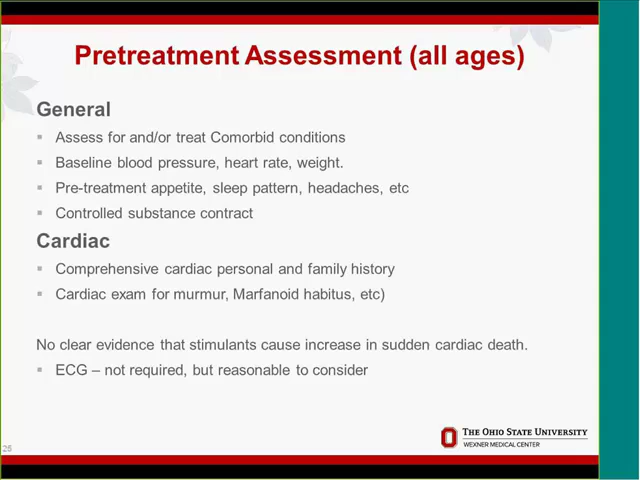 Pretreatment Assessment (all ages)
General
▪ Assess for and/or treat Comorbid conditions
▪ Baseline blood pressure, heart rate, weight.
▪ Pre-treatment appetite, sleep pattern, headaches, etc
▪ Controlled substance contract
Cardiac
▪ Comprehensive cardiac personal and family history
▪ Cardiac exam for murmur, Marfanoid habitus, etc)
No clear evidence that stimulants cause increase in sudden cardiac death.
▪ ECG – not required, but reasonable to consider
THE OHIO STATE UNIVERSITY
WEXNER MEDICAL CENTER